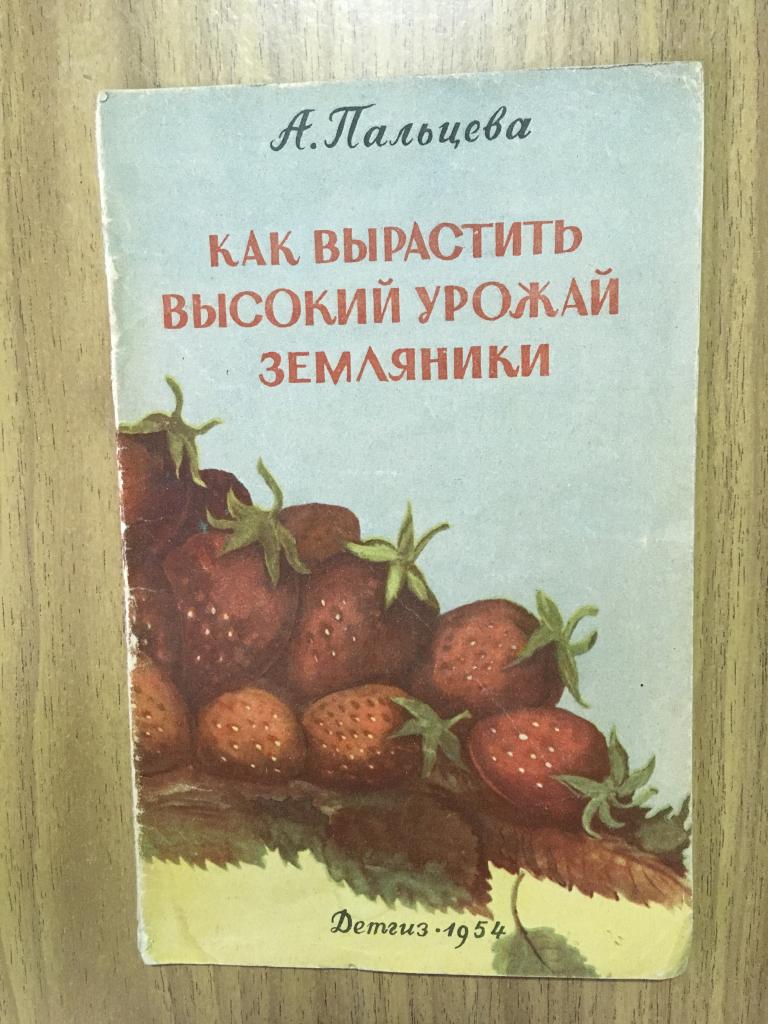 А. Пальцева
КАК ВЫРАСТИТЬ
ВЫСОКИЙ УРОЖАЙ
ЗЕМЛЯНИКИ
Детгиз • 1954